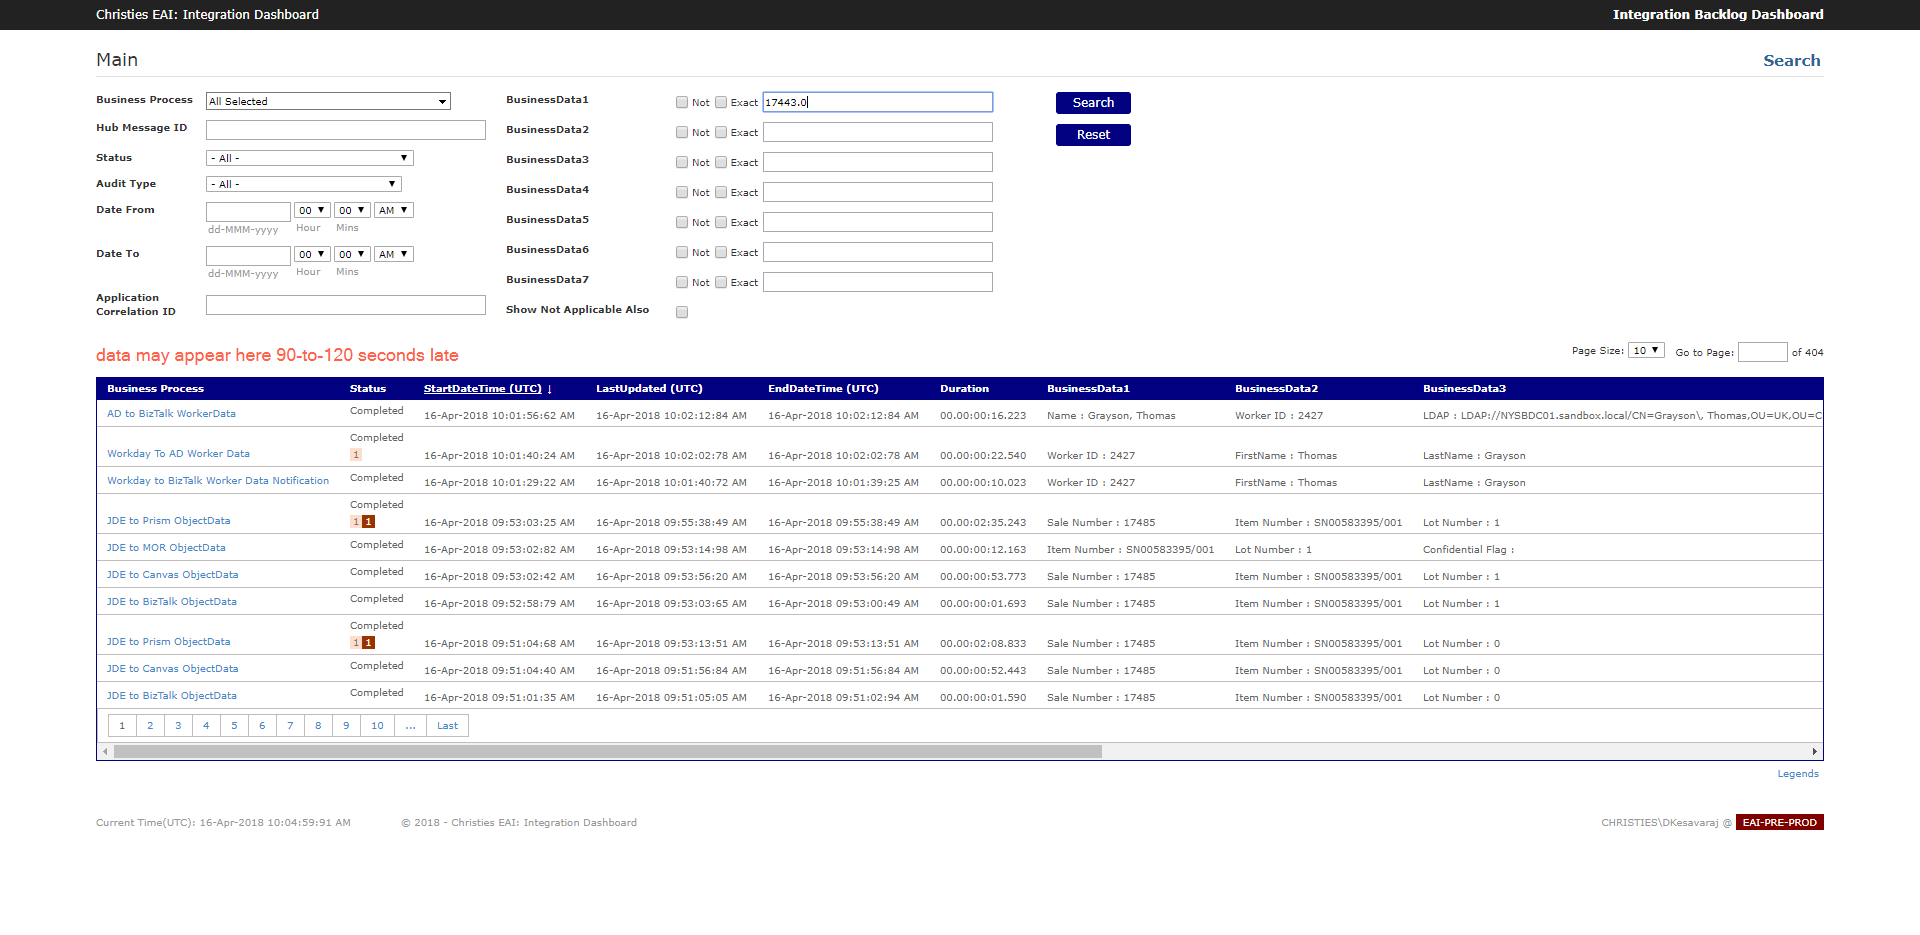 Christies EAI: Integration Dashboard Integration Backlog Dashboard
Main Search
Business Process All Selected BusinessData1 Not Exact 17443.0 Search
Hub Message ID BusinessData2 Not Exact Reset
Status - All - BusinessData3 Not Exact
Audit Type - All - BusinessData4 Not Exact
Date From 00 00 AM BusinessData5 Not Exact
dd-MMM-yyyy Hour Mins
Date To 00 00 AM BusinessData6 Not Exact
dd-MMM-yyyy Hour Mins BusinessData7 Not Exact
Application Correlation ID Show Not Applicable Also
data may appear here 90-to-120 seconds late Page Size: 10 Go to Page: of 404
Business Process Status StartDateTime (UTC) ↓ LastUpdated (UTC) EndDateTime (UTC) Duration BusinessData1 BusinessData2 BusinessData3
AD to BizTalk WorkerData Completed 16-Apr-2018 10:01:56:62 AM 16-Apr-2018 10:02:12:84 AM 16-Apr-2018 10:02:12:84 AM 00.00:00:16.223 Name : Grayson, Thomas Worker ID : 2427 LDAP : LDAP://NYSBDC01.sandbox.local/CN=Grayson\, Thomas,OU=UK,OU=C
Workday To AD Worker Data Completed 1 16-Apr-2018 10:01:40:24 AM 16-Apr-2018 10:02:02:78 AM 16-Apr-2018 10:02:02:78 AM 00.00:00:22.540 Worker ID : 2427 FirstName : Thomas LastName : Grayson
Workday to BizTalk Worker Data Notification Completed 16-Apr-2018 10:01:29:22 AM 16-Apr-2018 10:01:40:72 AM 16-Apr-2018 10:01:39:25 AM 00.00:00:10.023 Worker ID : 2427 FirstName : Thomas LastName : Grayson
JDE to Prism ObjectData Completed 1 1 16-Apr-2018 09:53:03:25 AM 16-Apr-2018 09:55:38:49 AM 16-Apr-2018 09:55:38:49 AM 00.00:02:35.243 Sale Number : 17485 Item Number : SN00583395/001 Lot Number : 1
JDE to MOR ObjectData Completed 16-Apr-2018 09:53:02:82 AM 16-Apr-2018 09:53:14:98 AM 16-Apr-2018 09:53:14:98 AM 00.00:00:12.163 Item Number : SN00583395/001 Lot Number : 1 Confidential Flag :
JDE to Canvas ObjectData Completed 16-Apr-2018 09:53:02:42 AM 16-Apr-2018 09:53:56:20 AM 16-Apr-2018 09:53:56:20 AM 00.00:00:53.773 Sale Number : 17485 Item Number : SN00583395/001 Lot Number : 1
JDE to BizTalk ObjectData Completed 16-Apr-2018 09:52:58:79 AM 16-Apr-2018 09:53:03:65 AM 16-Apr-2018 09:53:00:49 AM 00.00:00:01.693 Sale Number : 17485 Item Number : SN00583395/001 Lot Number : 1
JDE to Prism ObjectData Completed 1 1 16-Apr-2018 09:51:04:68 AM 16-Apr-2018 09:53:13:51 AM 16-Apr-2018 09:53:13:51 AM 00.00:02:08.833 Sale Number : 17485 Item Number : SN00583395/001 Lot Number : 0
JDE to Canvas ObjectData Completed 16-Apr-2018 09:51:04:40 AM 16-Apr-2018 09:51:56:84 AM 16-Apr-2018 09:51:56:84 AM 00.00:00:52.443 Sale Number : 17485 Item Number : SN00583395/001 Lot Number : 0
JDE to BizTalk ObjectData Completed 16-Apr-2018 09:51:01:35 AM 16-Apr-2018 09:51:05:05 AM 16-Apr-2018 09:51:02:94 AM 00.00:00:01.590 Sale Number : 17485 Item Number : SN00583395/001 Lot Number : 0
1 2 3 4 5 6 7 8 9 10 ... Last
Legends
Current Time(UTC): 16-Apr-2018 10:04:59:91 AM © 2018 - Christies EAI: Integration Dashboard CHRISTIES\DKesavaraj @ EAI-PRE-PROD